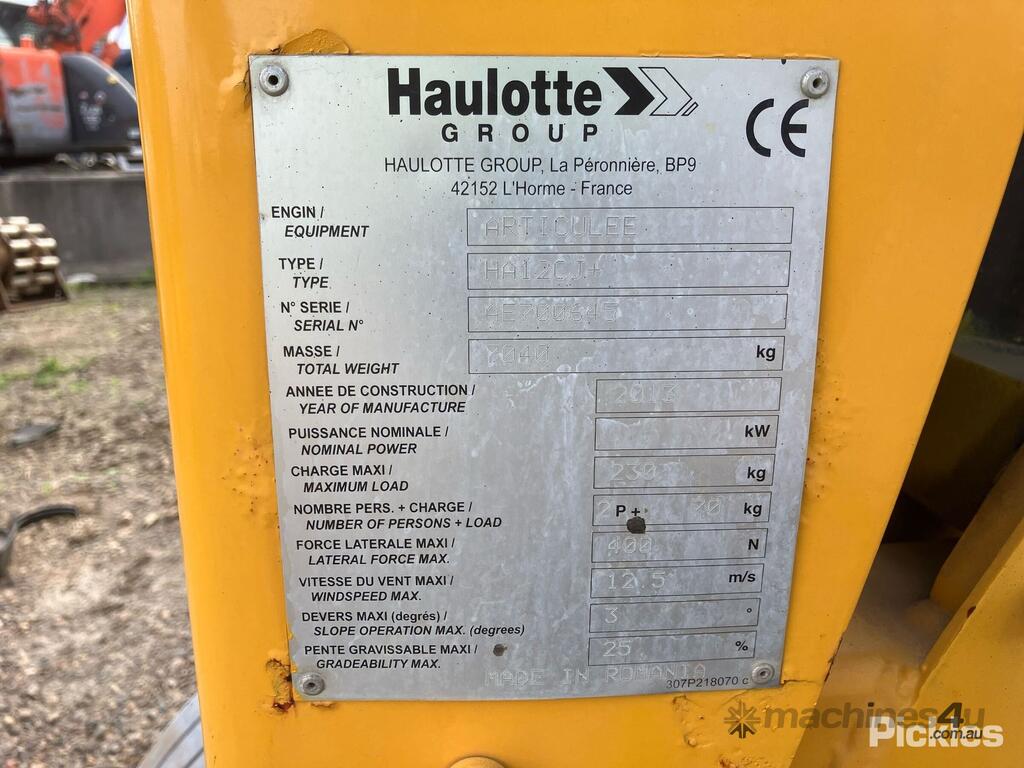 Haulotte
GROUP
CE
HAULOTTE GROUP, La Péronnière, BP9
42152 L'Horme - France
ENGIN / EQUIPMENT ARTICULEE
TYPE / TYPE HA12CJ+
N° SERIE / SERIAL N° AE700645
MASSE / TOTAL WEIGHT 7040 kg
ANNEE DE CONSTRUCTION / YEAR OF MANUFACTURE 2013
PUISSANCE NOMINALE / NOMINAL POWER kW
CHARGE MAXI / MAXIMUM LOAD 230 kg
NOMBRE PERS. + CHARGE / NUMBER OF PERSONS + LOAD 2 P + 70 kg
FORCE LATERALE MAXI / LATERAL FORCE MAX. 400 N
VITESSE DU VENT MAXI / WINDSPEED MAX. 12.5 m/s
DEVERS MAXI (degrés) / SLOPE OPERATION MAX. (degrees) 3 °
PENTE GRAVISSABLE MAXI / GRADEABILITY MAX. 25 %
MADE IN ROMANIA
307P218070 c
machines4u
.com.au
Pickles